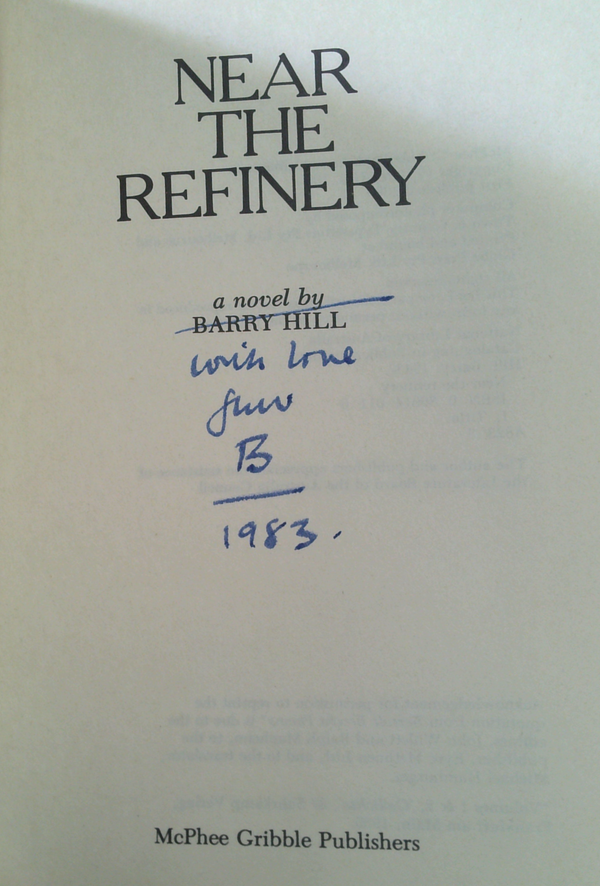 NEAR
THE
REFINERY
a novel by
BARRY HILL
with love
from
B
1983.
McPhee Gribble Publishers